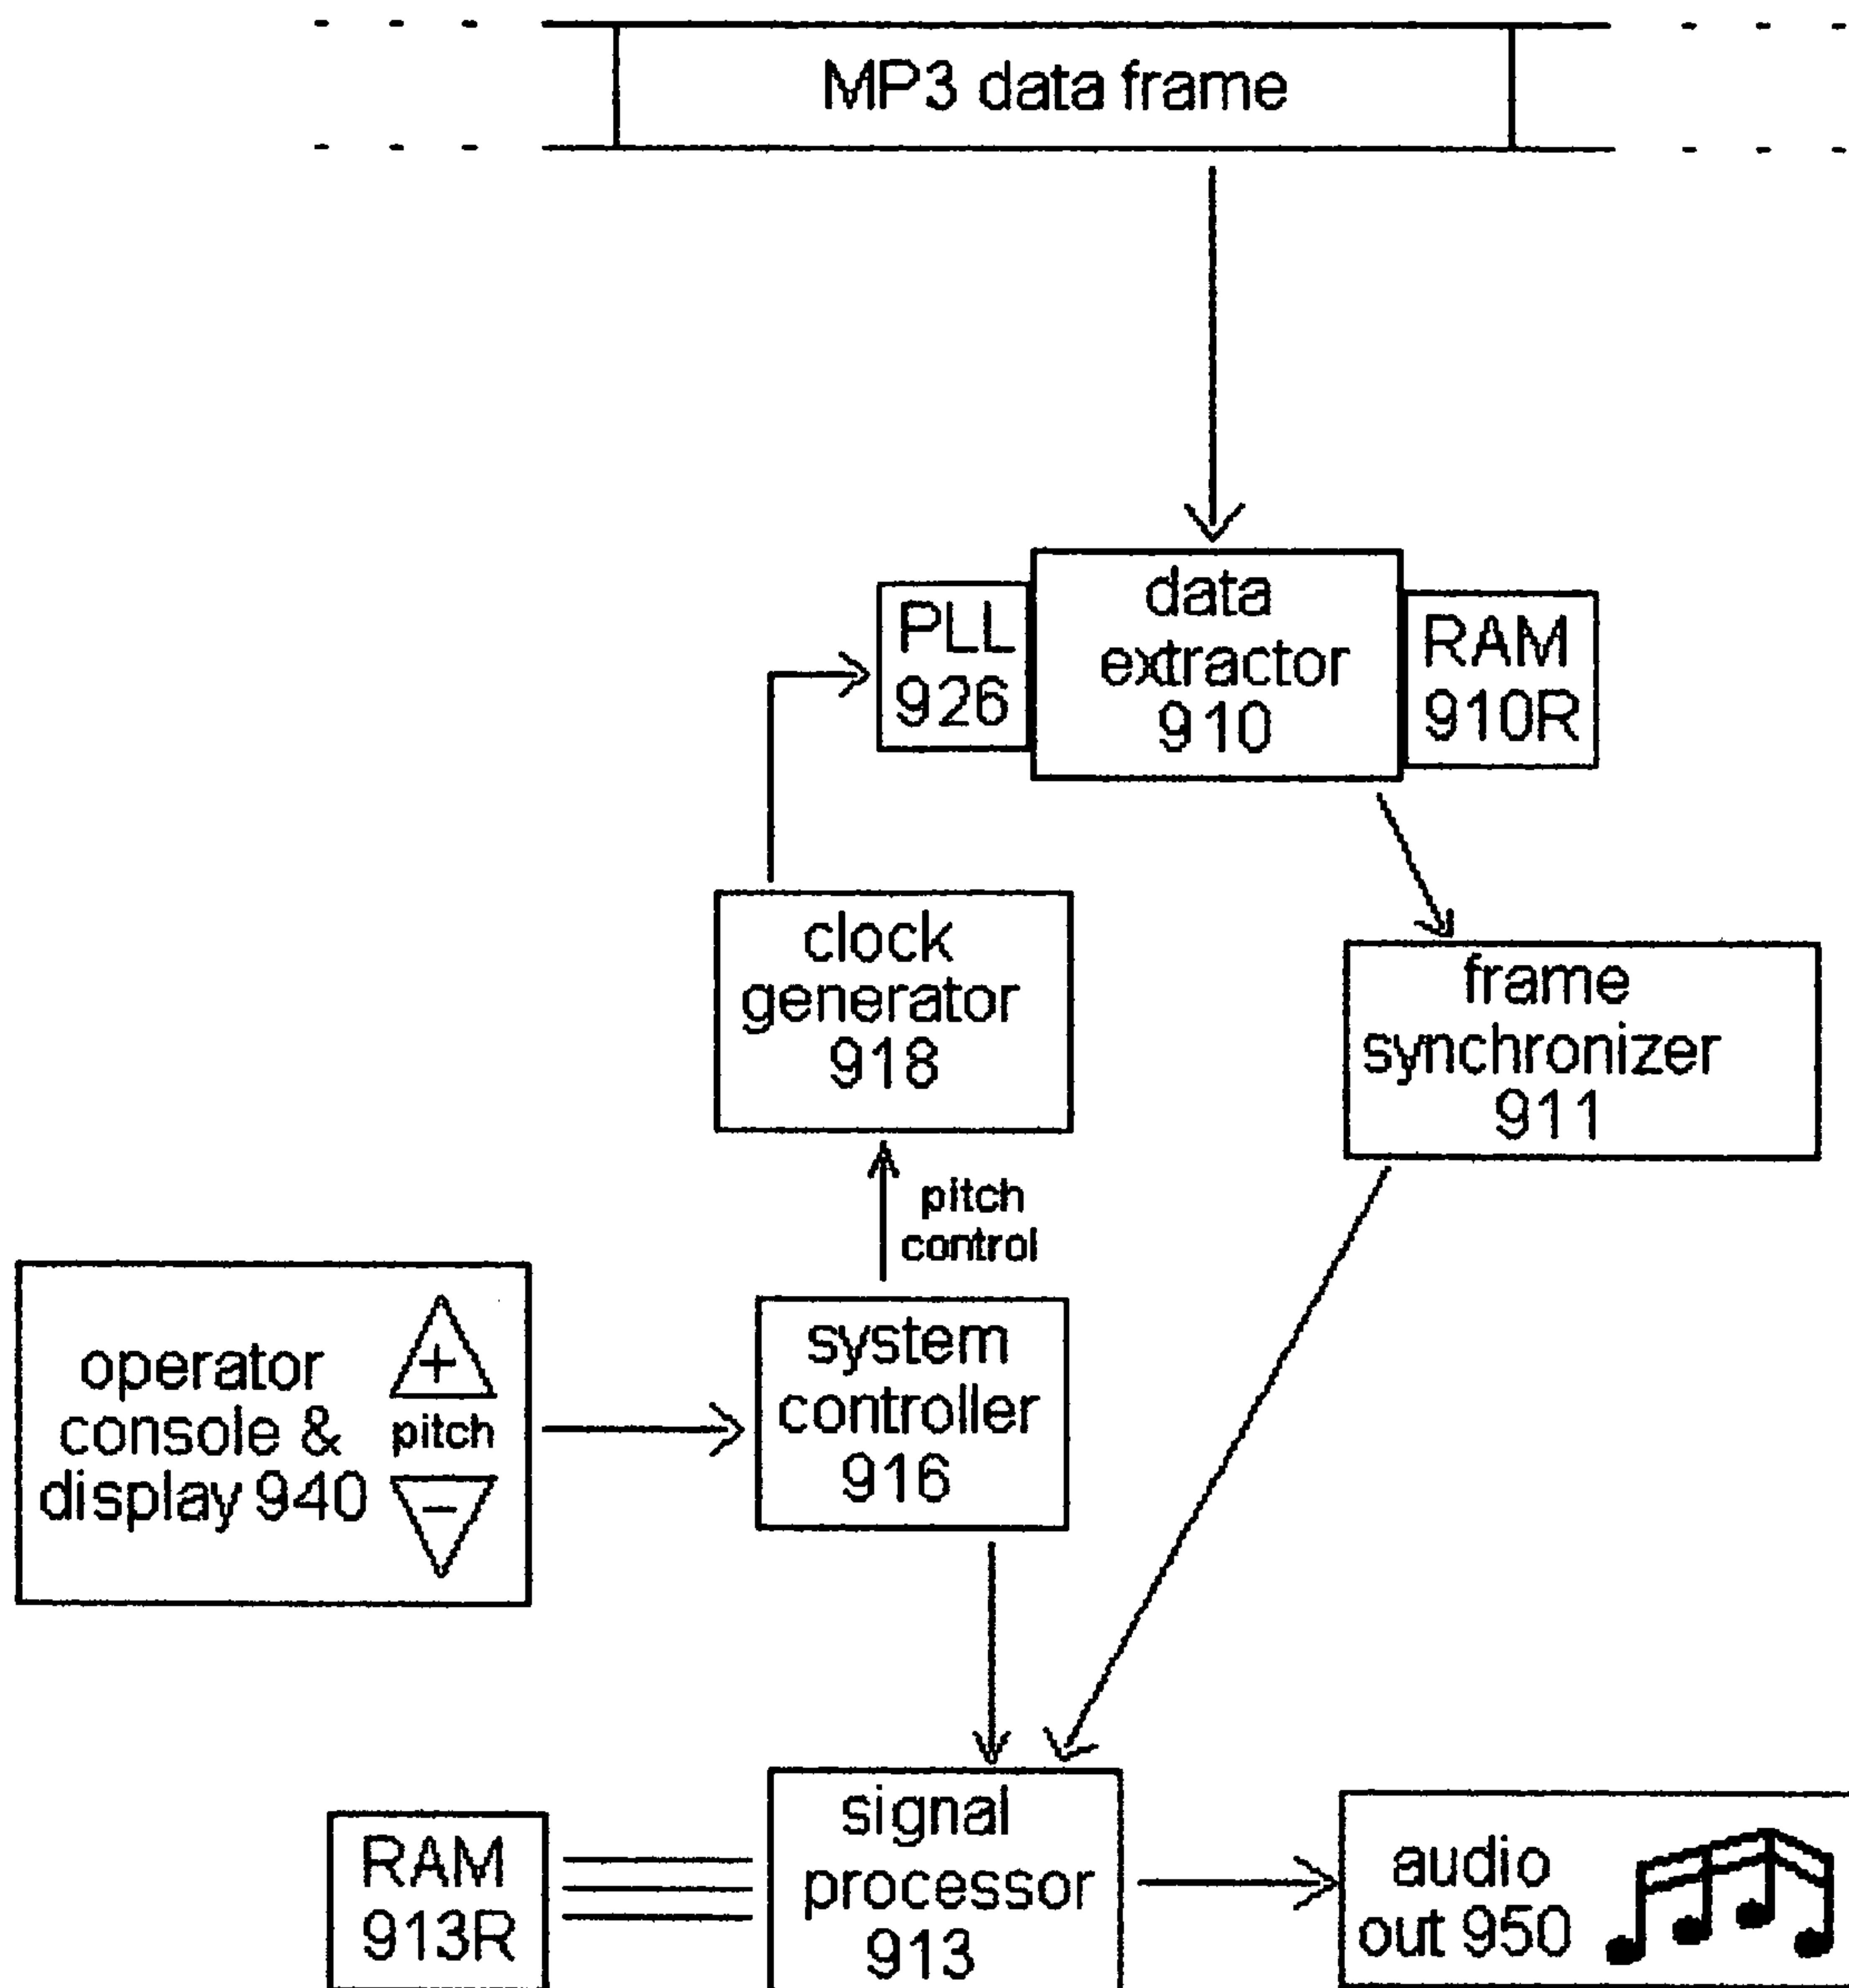 MP3 data frame
PLL
926
data
extractor
910
RAM
910R
clock
generator
918
frame
synchronizer
911
pitch
control
operator
console &
display 940
+
pitch
−
system
controller
916
RAM
913R
signal
processor
913
audio
out 950